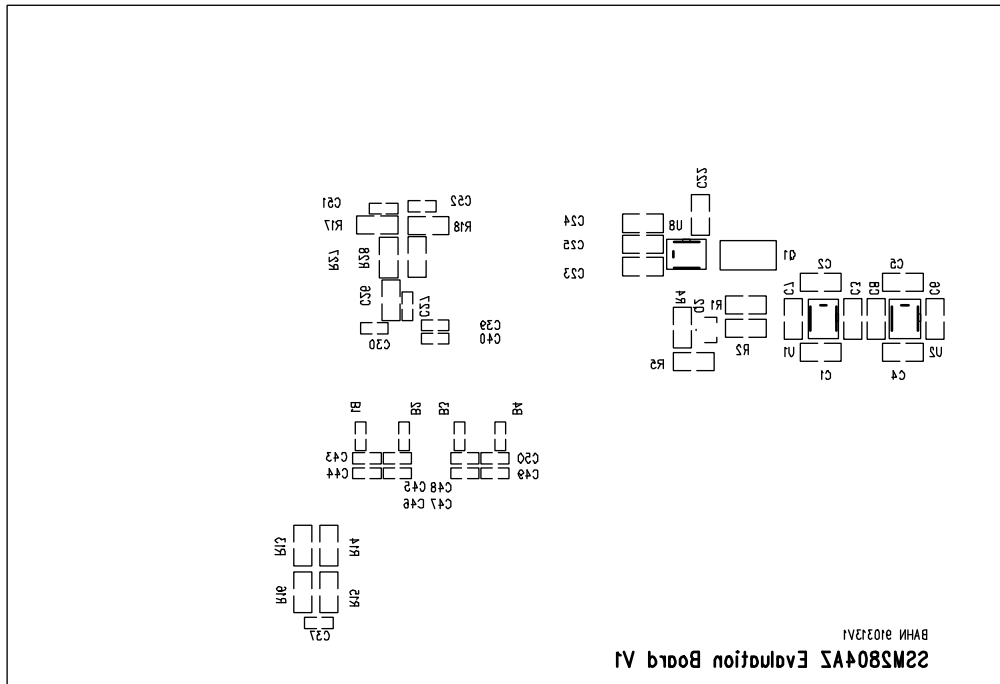 C22
C51
C52
C24
R17
R18
U8
C25
Q1
R27
R28
C23
C2
C5
C26
C27
C7
C3
C8
C6
R4
Q2
R1
C39
C30
C40
R2
U1
U2
R5
C1
C4
B1
B2
B3
B4
C43
C50
C44
C45
C48
C49
C46
C47
R13
R14
R16
R15
C37
BAHN 910313V1
SSM2804AZ Evaluation Board V1